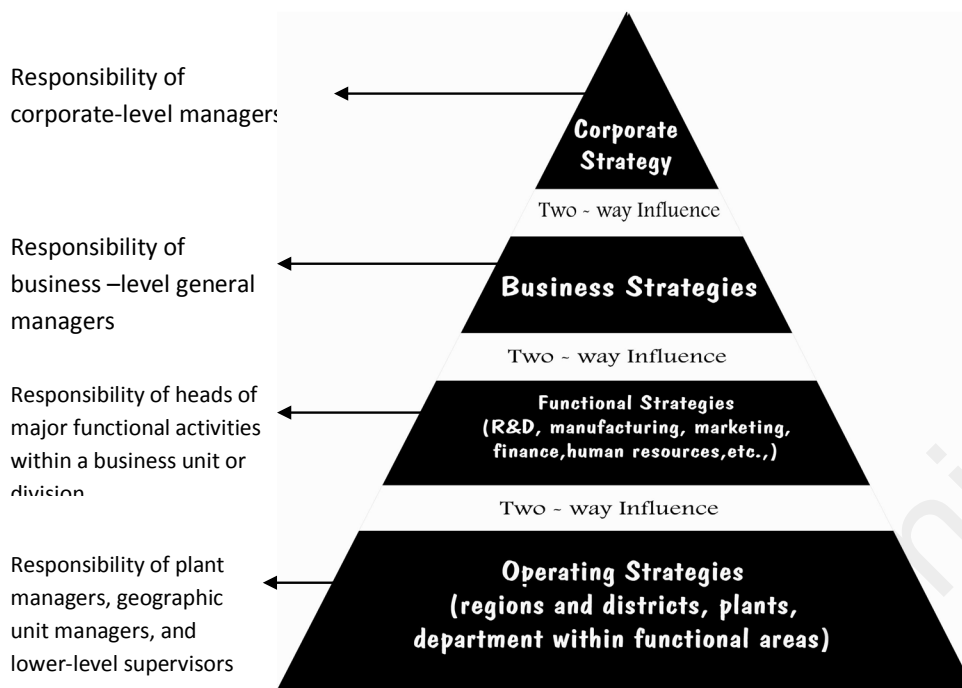 Responsibility of
corporate-level managers
Corporate
Strategy
Two - way Influence
Responsibility of
business –level general
managers
Business Strategies
Two - way Influence
Responsibility of heads of
major functional activities
within a business unit or
division
Functional Strategies
(R&D, manufacturing, marketing,
finance,human resources,etc.,)
Two - way Influence
Responsibility of plant
managers, geographic
unit managers, and
lower-level supervisors
Operating Strategies
(regions and districts, plants,
department within functional areas)